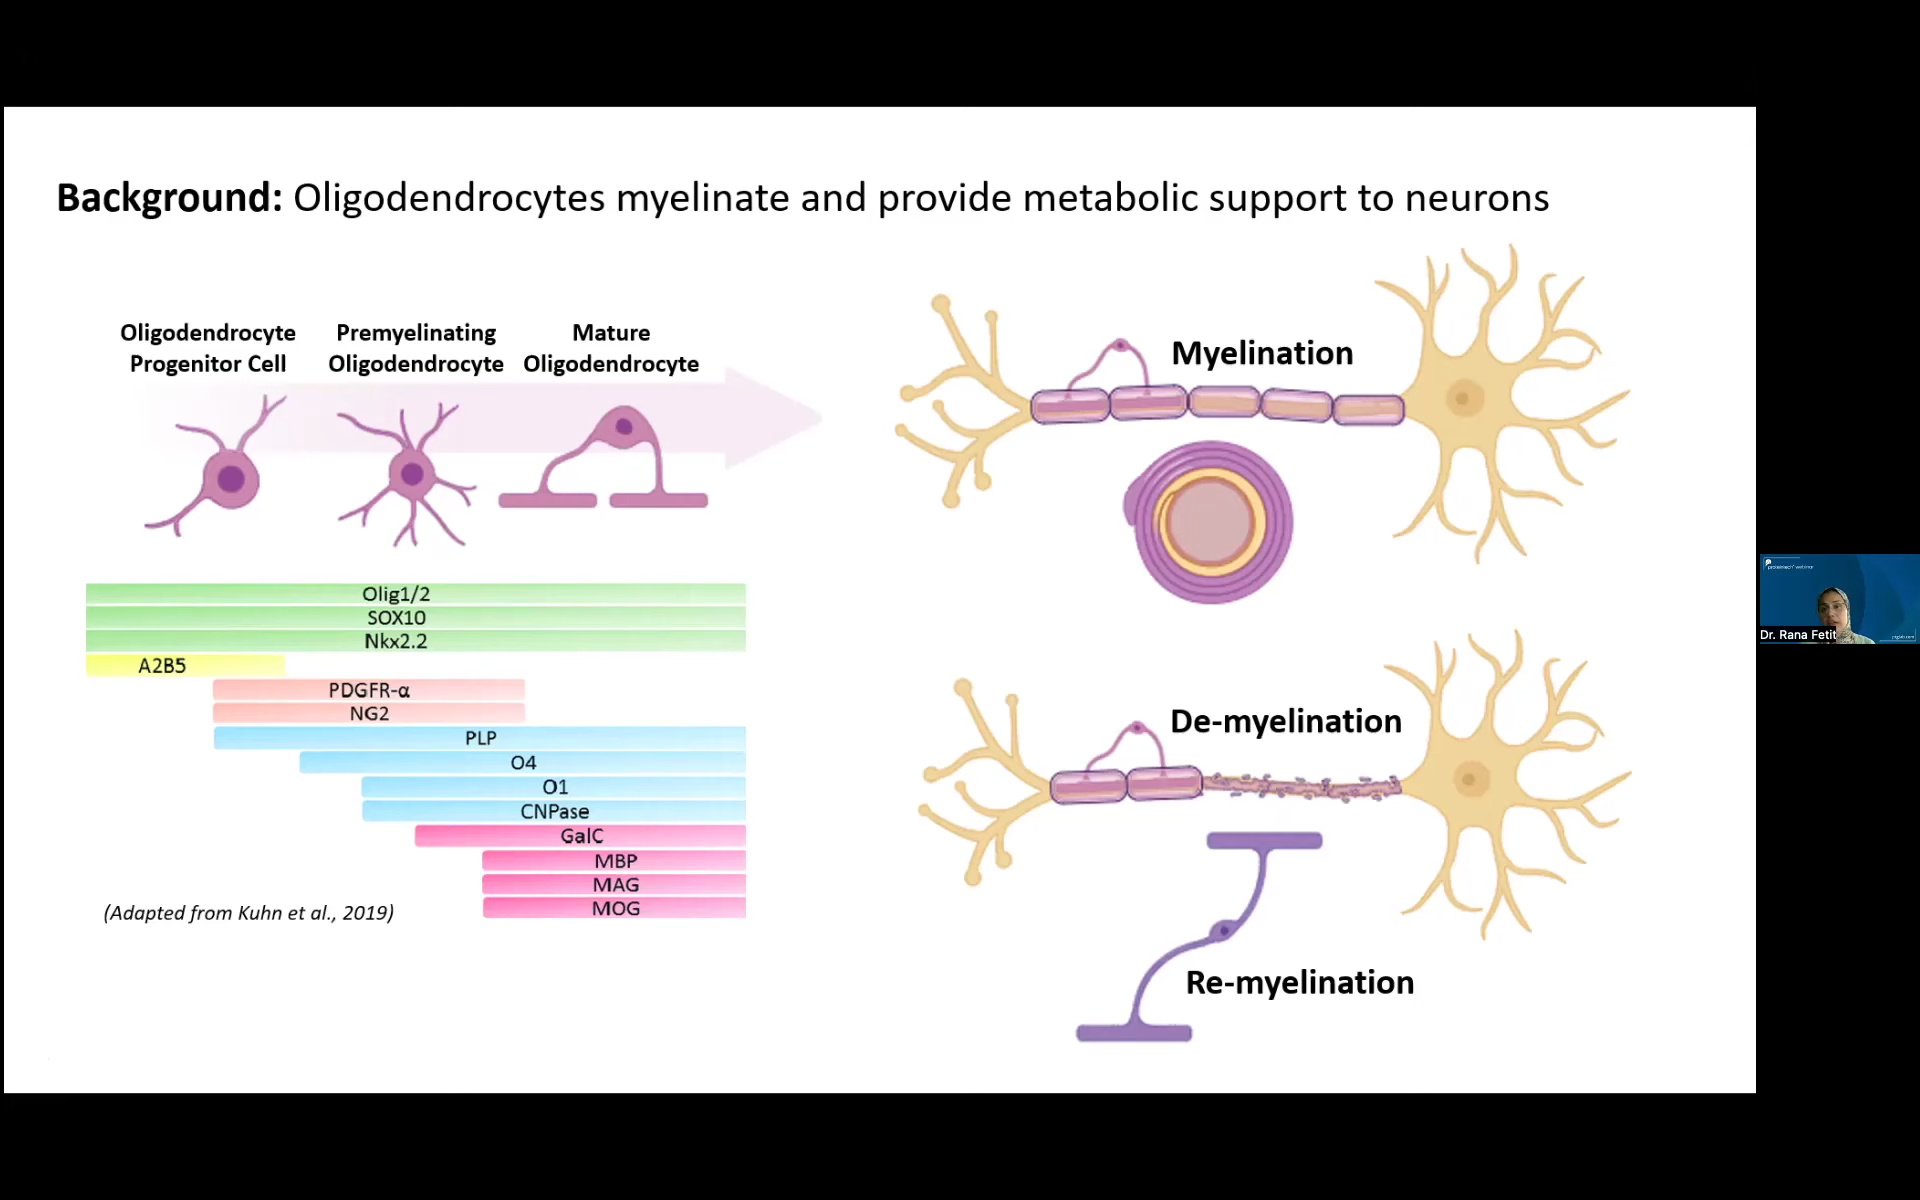 Background: Oligodendrocytes myelinate and provide metabolic support to neurons
Oligodendrocyte
Progenitor Cell
Premyelinating
Oligodendrocyte
Mature
Oligodendrocyte
Olig1/2
SOX10
Nkx2.2
A2B5
PDGFR-α
NG2
PLP
O4
O1
CNPase
GalC
MBP
MAG
MOG
(Adapted from Kuhn et al., 2019)
Myelination
De-myelination
Re-myelination
proteintech webinar
Dr. Rana Fetit